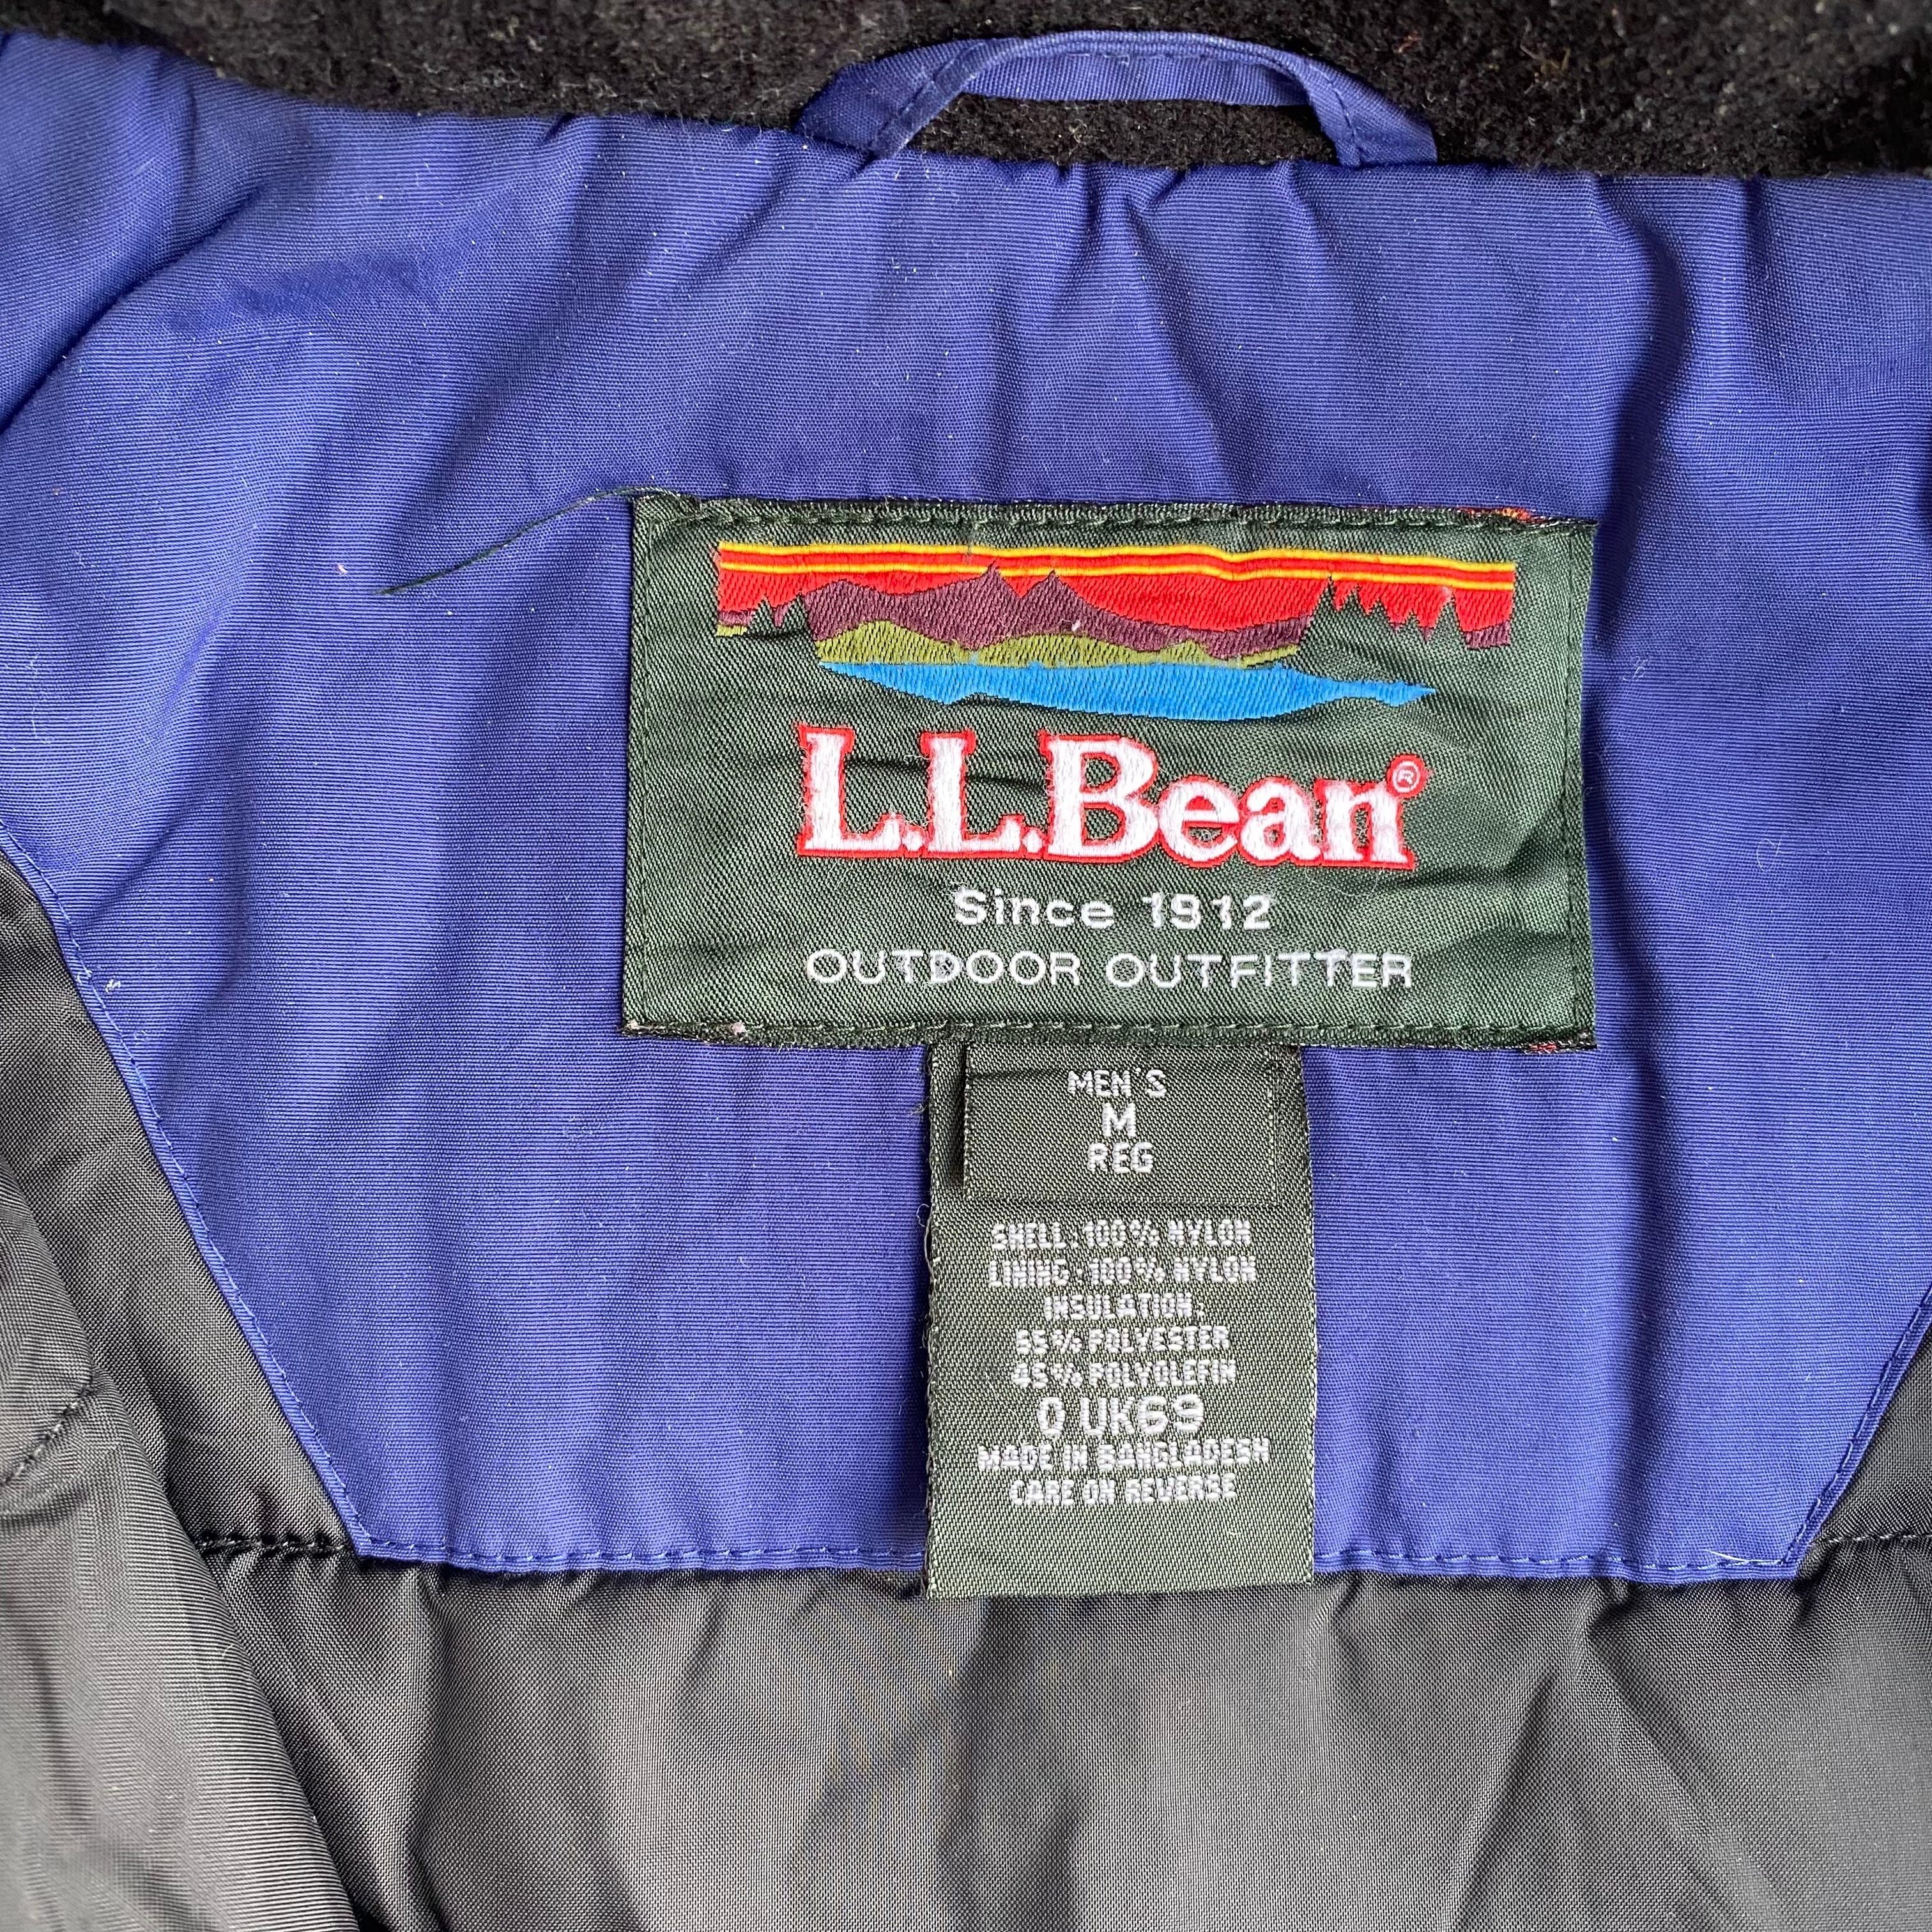 L.L.Bean®
Since 1912
OUTDOOR OUTFITTER
MEN'S
M
REG
SHELL: 100% NYLON
LINING: 100% NYLON
INSULATION:
55% POLYESTER
45% POLYOLEFIN
0 UK69
MADE IN BANGLADESH
CARE ON REVERSE